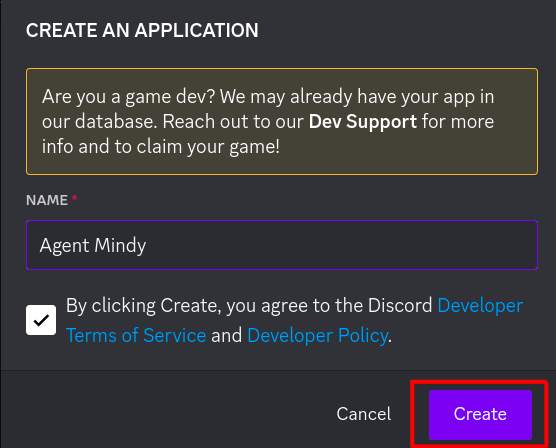 CREATE AN APPLICATION
Are you a game dev? We may already have your app in
our database. Reach out to our Dev Support for more
info and to claim your game!
NAME *
Agent Mindy
By clicking Create, you agree to the Discord Developer
Terms of Service and Developer Policy.
Cancel Create